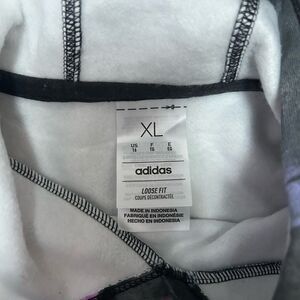 XL
US F E
adidas
LOOSE FIT
COUPE DÉCONTRACTÉE
MADE IN INDONESIA
FABRIQUÉ EN INDONÉSIE
HECHO EN INDONESIA